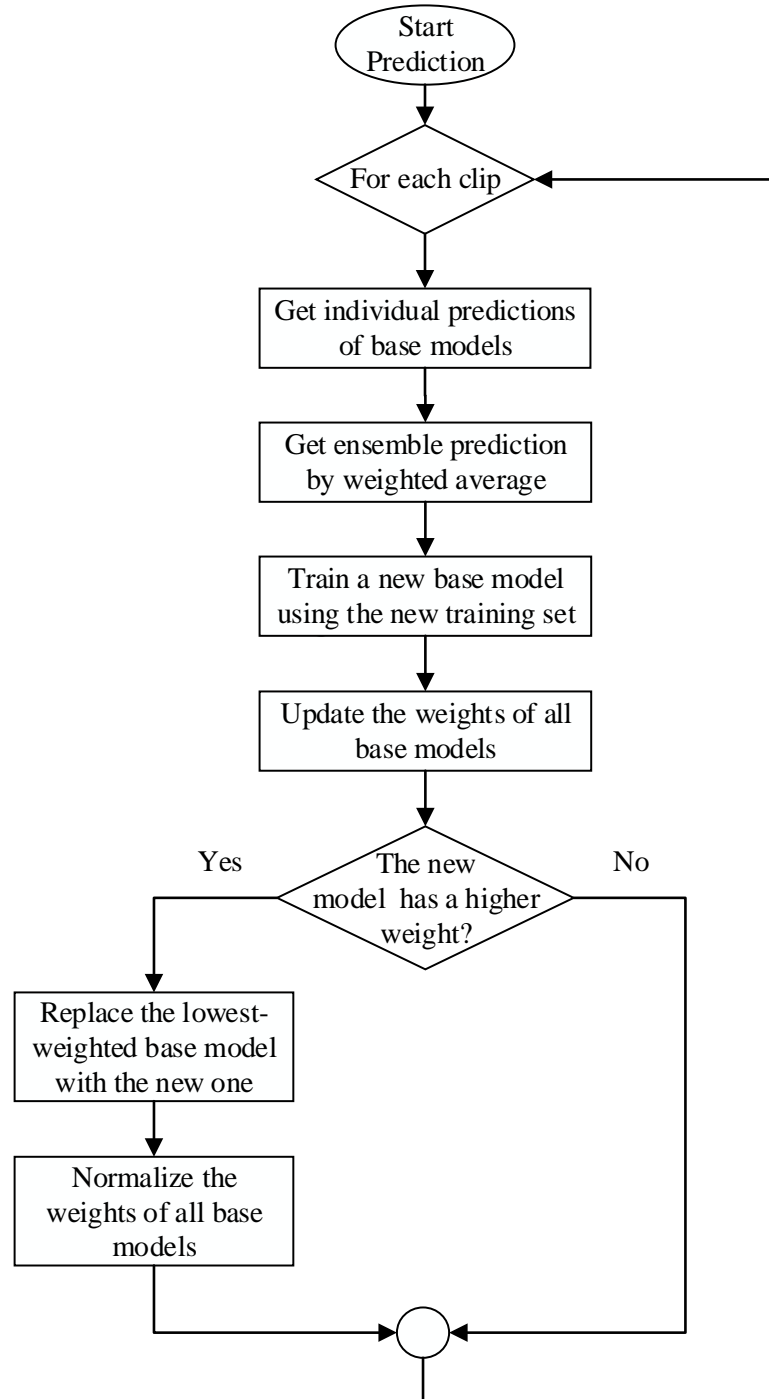 Start
Prediction
For each clip
Get individual predictions
of base models
Get ensemble prediction
by weighted average
Train a new base model
using the new training set
Update the weights of all
base models
Yes
The new
model has a higher
weight?
No
Replace the lowest-
weighted base model
with the new one
Normalize the
weights of all base
models